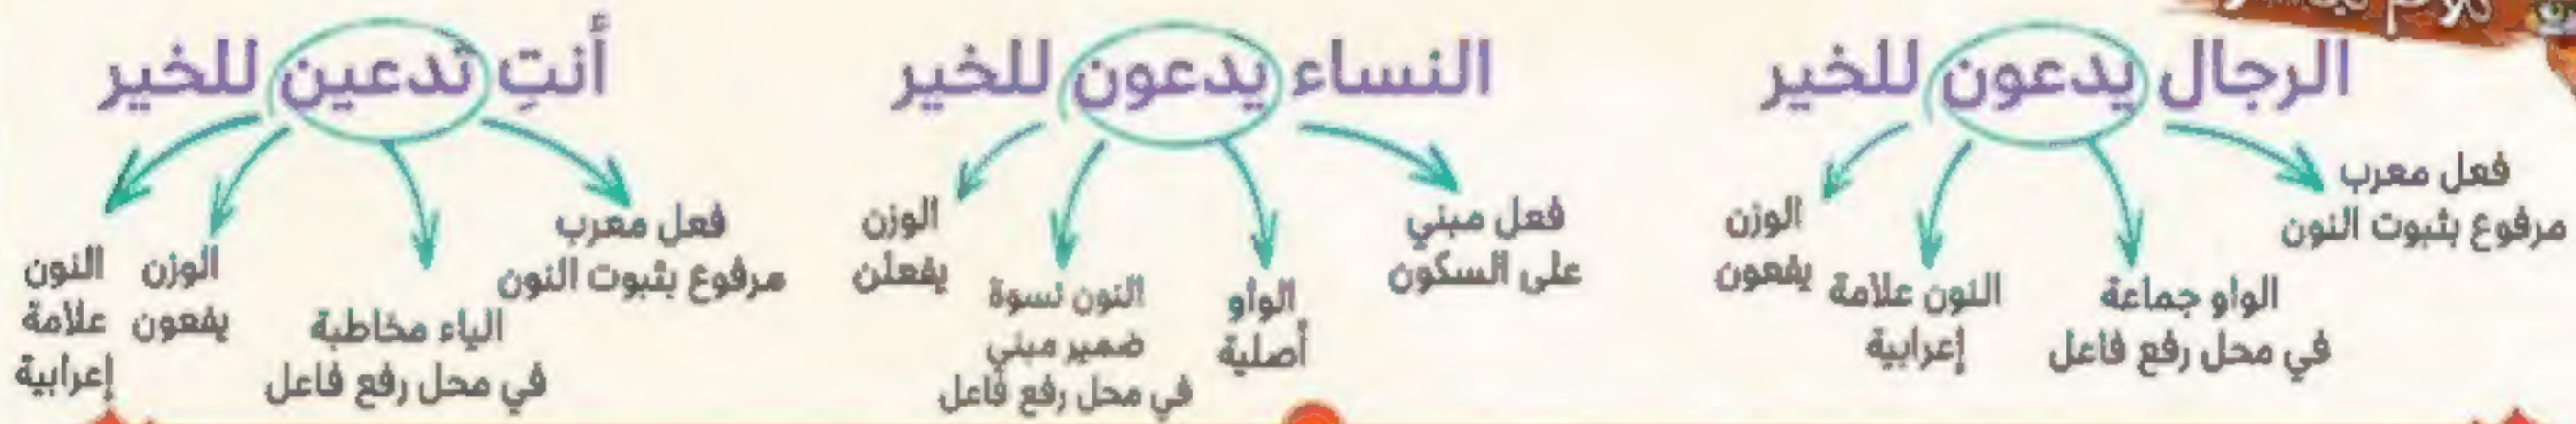 الرجال يدعون للخير
فعل معرب
مرفوع بثبوت النون
الواو جماعة
في محل رفع فاعل
النون علامة
إعرابية
الوزن
يفعون
النساء يدعون للخير
فعل مبني
على السكون
الواو
أصلية
النون نسوة
ضمير مبني
في محل رفع فاعل
الوزن
يفعلن
أنتِ تدعين للخير
فعل معرب
مرفوع بثبوت النون
الياء مخاطبة
في محل رفع فاعل
الوزن
يفعون
النون
علامة
إعرابية